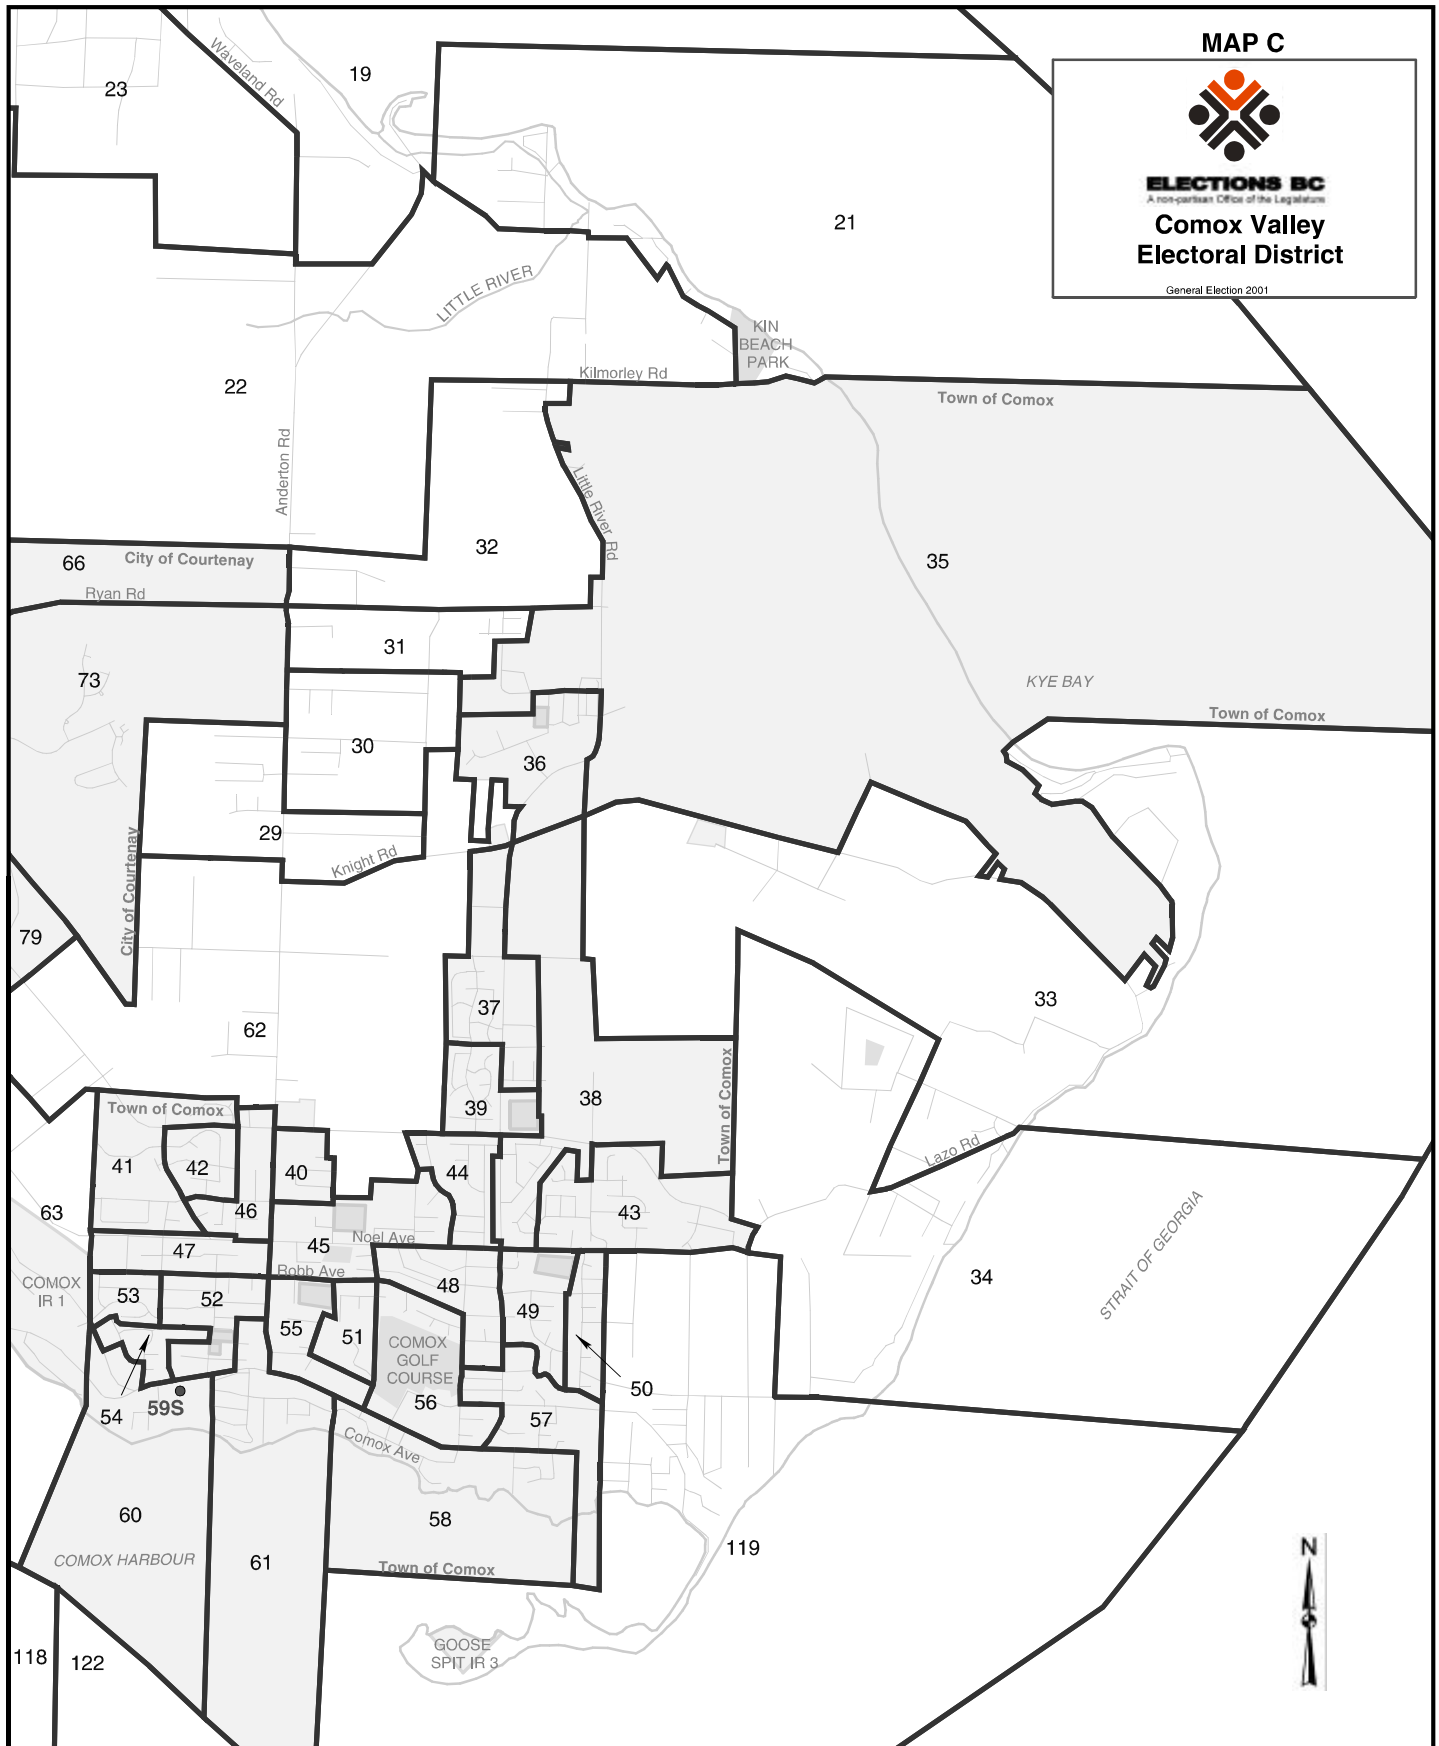 MAP C
ELECTIONS BC
A non-partisan Office of the Legislature
Comox Valley
Electoral District
General Election 2001
19
23
Waveland Rd
21
LITTLE RIVER
KIN
BEACH
PARK
Kilmorley Rd
22
Town of Comox
Anderton Rd
Little River Rd
32
35
City of Courtenay
66
Ryan Rd
31
73
KYE BAY
Town of Comox
30
36
29
Knight Rd
City of Courtenay
79
33
37
62
38
39
Town of Comox
Town of Comox
41
42
40
44
Lazo Rd
46
63
43
45
Noel Ave
47
STRAIT OF GEORGIA
Robb Ave
34
COMOX
IR 1
53
52
48
49
55
51
COMOX
GOLF
COURSE
50
56
54
59S
57
Comox Ave
60
58
119
COMOX HARBOUR
61
Town of Comox
N
GOOSE
SPIT IR 3
118
122